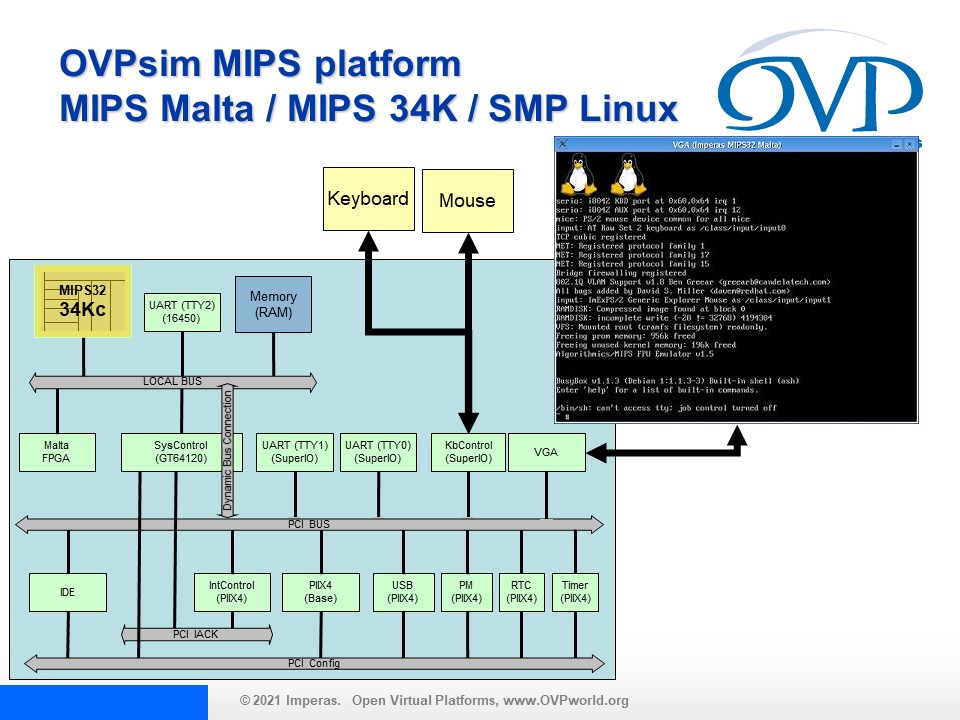 OVPsim MIPS platform
MIPS Malta / MIPS 34K / SMP Linux
OVP
VGA (Imperas MIPS32 Malta)
serio: i8042 KBD port at 0x60,0x64 irq 1
serio: i8042 AUX port at 0x60,0x64 irq 12
mice: PS/2 mouse device common for all mice
input: AT Raw Set 2 keyboard as /class/input/input0
TCP cubic registered
NET: Registered protocol family 1
NET: Registered protocol family 17
NET: Registered protocol family 15
Bridge firewalling registered
802.1Q VLAN Support v1.8 Ben Greear <greearb@candelatech.com>
All bugs added by David S. Miller <davem@redhat.com>
input: ImExPS/2 Generic Explorer Mouse as /class/input/input1
RAMDISK: Compressed image found at block 0
RAMDISK: incomplete write (-28 != 32768) 4194304
VFS: Mounted root (cramfs filesystem) readonly.
Freeing prom memory: 956k freed
Freeing unused kernel memory: 196k freed
Algorithmics/MIPS FPU Emulator v1.5
BusyBox v1.1.3 (Debian 1:1.1.3-3) Built-in shell (ash)
Enter 'help' for a list of built-in commands.
/bin/sh: can't access tty; job control turned off
~ #
Keyboard
Mouse
MIPS32
34Kc
UART (TTY2)
(16450)
Memory
(RAM)
LOCAL BUS
Dynamic Bus Connection
Malta
FPGA
SysControl
(GT64120)
UART (TTY1)
(SuperIO)
UART (TTY0)
(SuperIO)
KbControl
(SuperIO)
VGA
PCI BUS
IDE
IntControl
(PIIX4)
PIIX4
(Base)
USB
(PIIX4)
PM
(PIIX4)
RTC
(PIIX4)
Timer
(PIIX4)
PCI IACK
PCI Config
© 2021 Imperas. Open Virtual Platforms, www.OVPworld.org